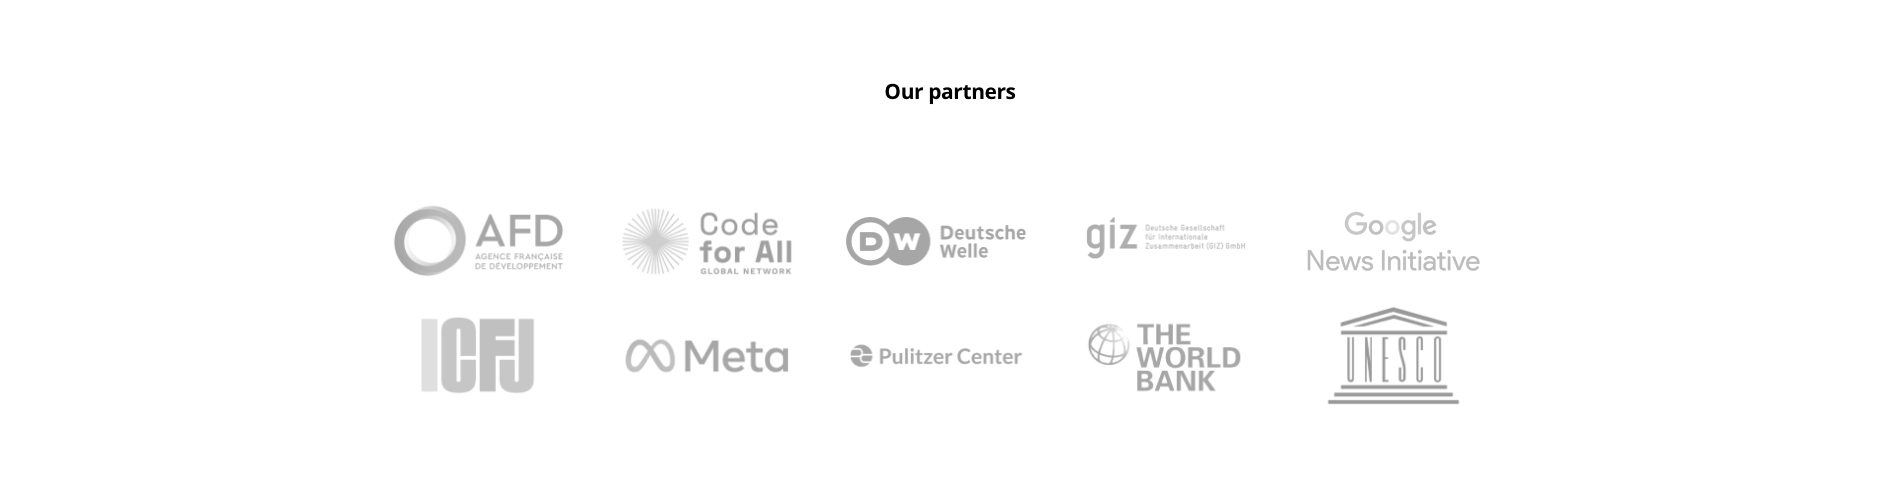 Our partners
AFD
AGENCE FRANÇAISE
DE DÉVELOPPEMENT
Code
for All
GLOBAL NETWORK
DW
Deutsche
Welle
giz
Deutsche Gesellschaft
für Internationale
Zusammenarbeit (GIZ) GmbH
Google
News Initiative
ICFJ
Meta
Pulitzer Center
THE
WORLD
BANK
UNESCO